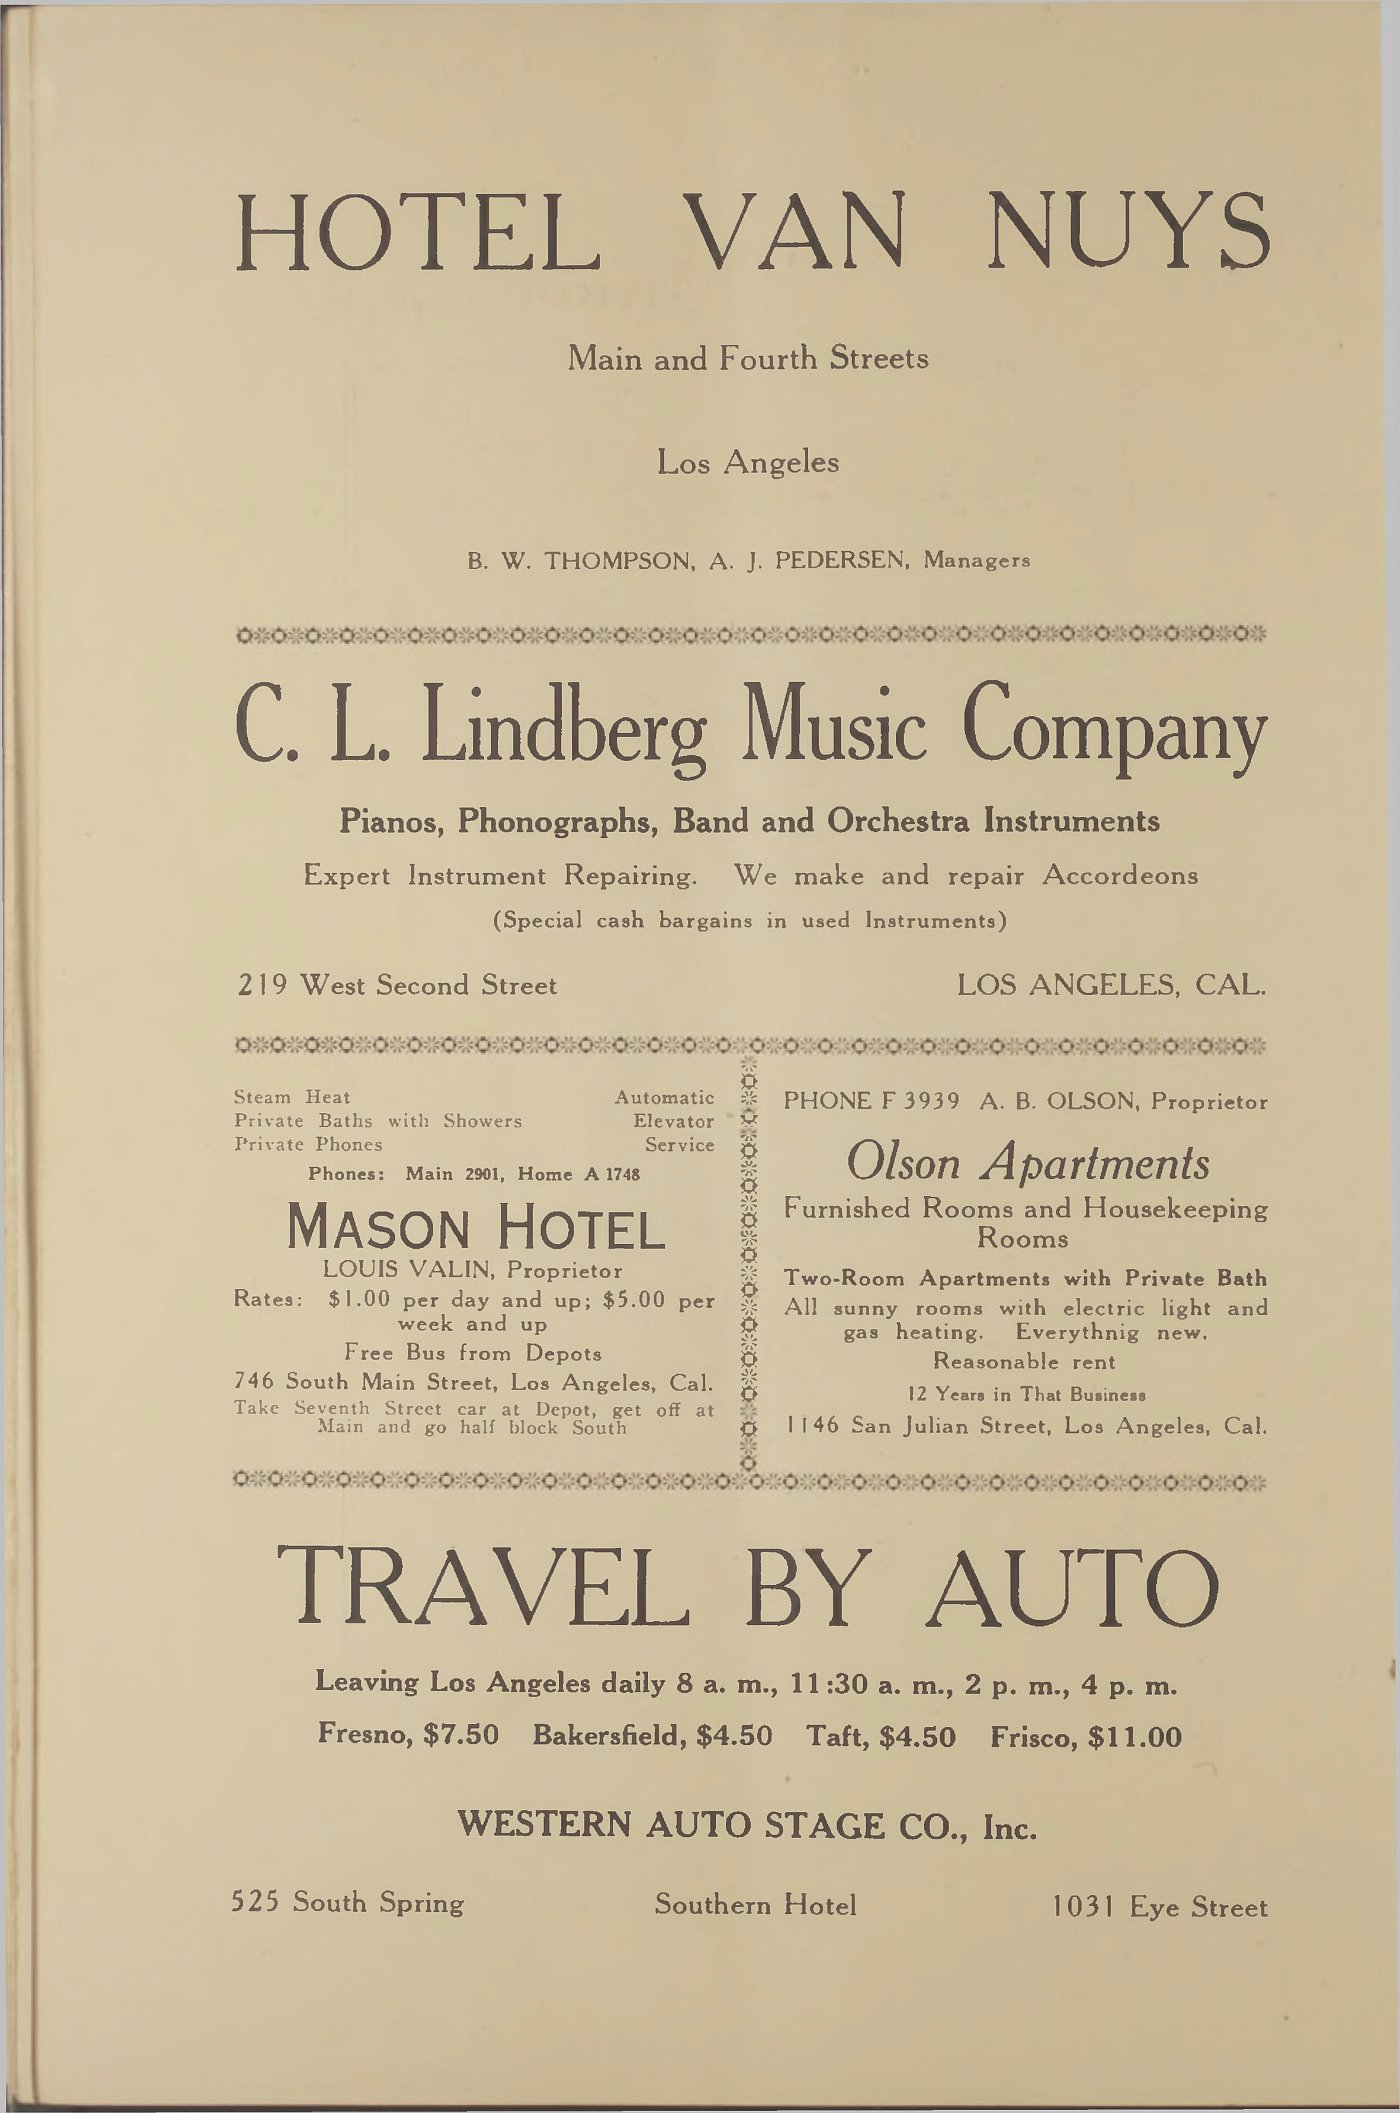 HOTEL VAN NUYS
Main and Fourth Streets
Los Angeles
B. W. THOMPSON, A. J. PEDERSEN, Managers
C. L. Lindberg Music Company
Pianos, Phonographs, Band and Orchestra Instruments
Expert Instrument Repairing. We make and repair Accordeons
(Special cash bargains in used Instruments)
219 West Second Street LOS ANGELES, CAL.
Steam Heat Automatic
Private Baths with Showers Elevator
Private Phones Service
Phones: Main 2901, Home A 1748
MASON HOTEL
LOUIS VALIN, Proprietor
Rates: $1.00 per day and up; $5.00 per
week and up
Free Bus from Depots
746 South Main Street, Los Angeles, Cal.
Take Seventh Street car at Depot, get off at
Main and go half block South
PHONE F 3939 A. B. OLSON, Proprietor
Olson Apartments
Furnished Rooms and Housekeeping
Rooms
Two-Room Apartments with Private Bath
All sunny rooms with electric light and
gas heating. Everythnig new.
Reasonable rent
12 Years in That Business
1146 San Julian Street, Los Angeles, Cal.
TRAVEL BY AUTO
Leaving Los Angeles daily 8 a. m., 11:30 a. m., 2 p. m., 4 p. m.
Fresno, $7.50 Bakersfield, $4.50 Taft, $4.50 Frisco, $11.00
WESTERN AUTO STAGE CO., Inc.
525 South Spring Southern Hotel 1031 Eye Street